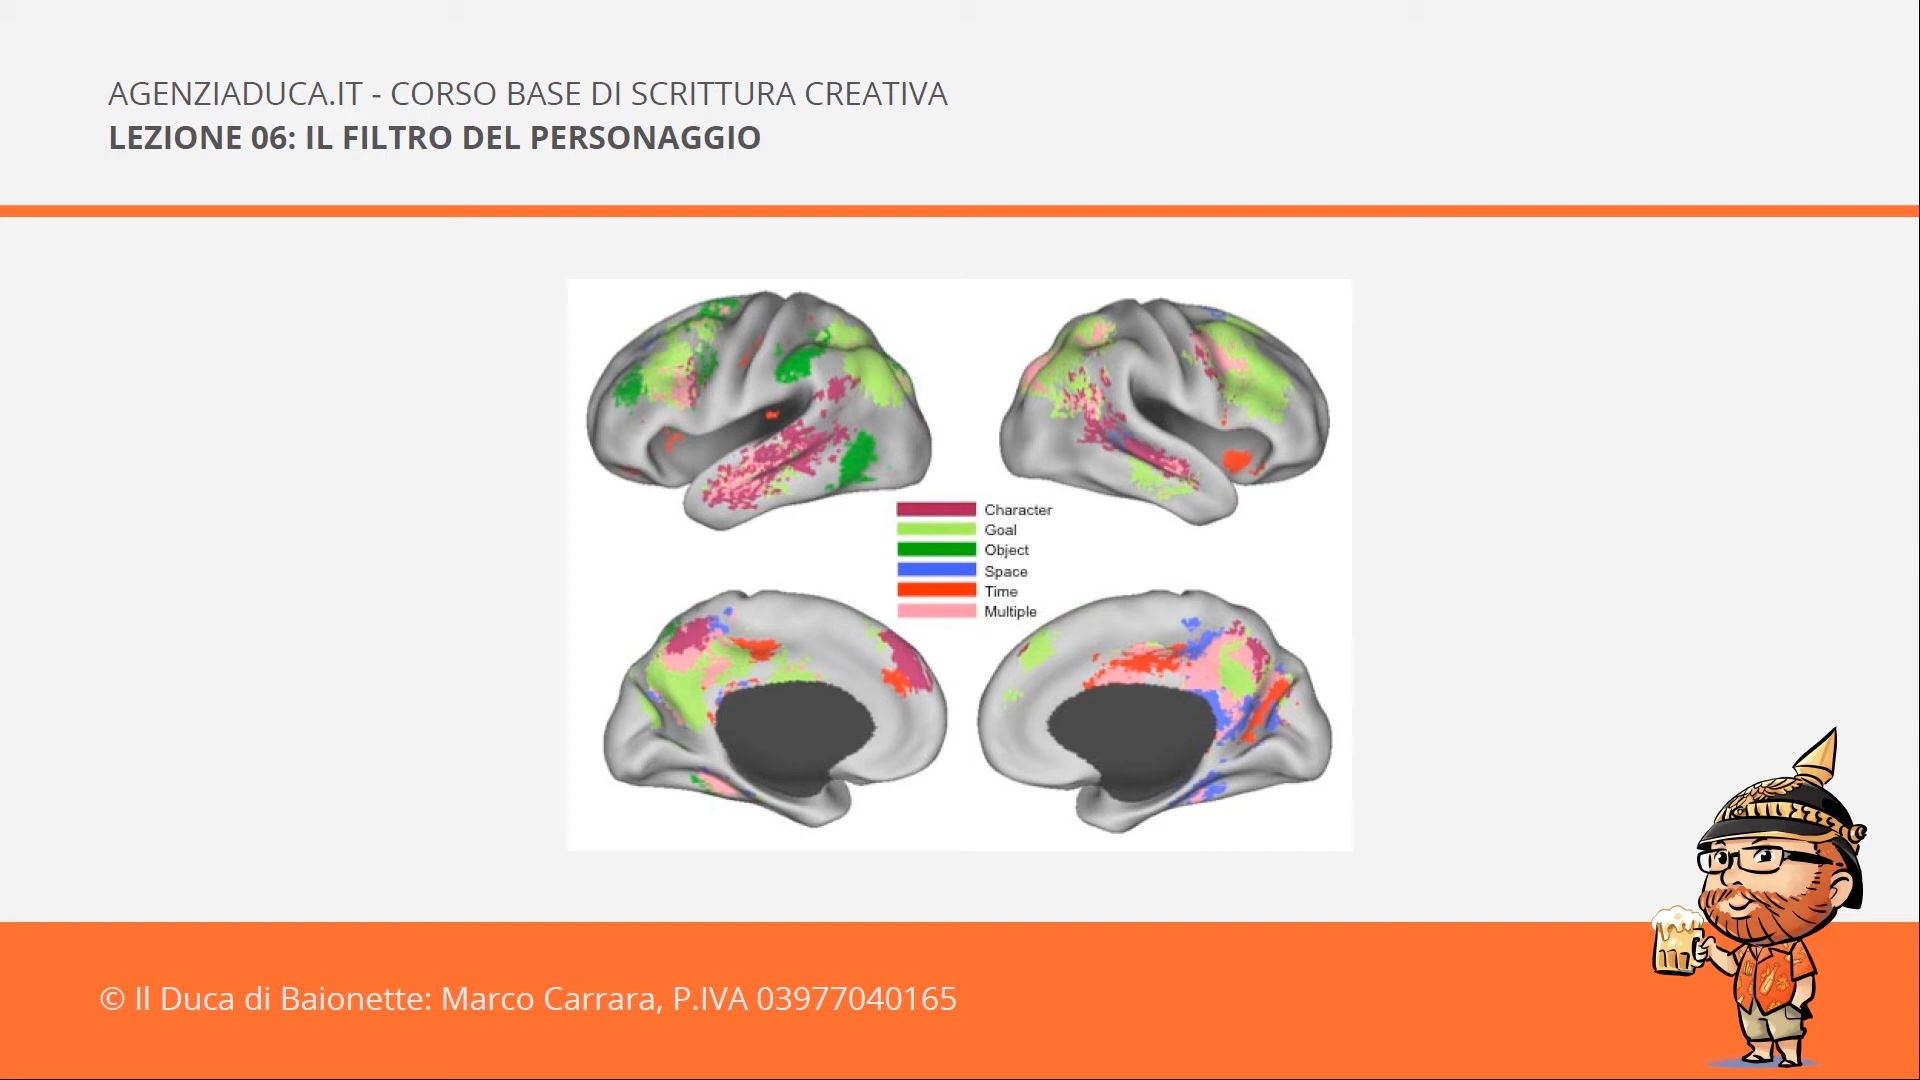 AGENZIADUCA.IT - CORSO BASE DI SCRITTURA CREATIVA
LEZIONE 06: IL FILTRO DEL PERSONAGGIO
Character
Goal
Object
Space
Time
Multiple
© Il Duca di Baionette: Marco Carrara, P.IVA 03977040165